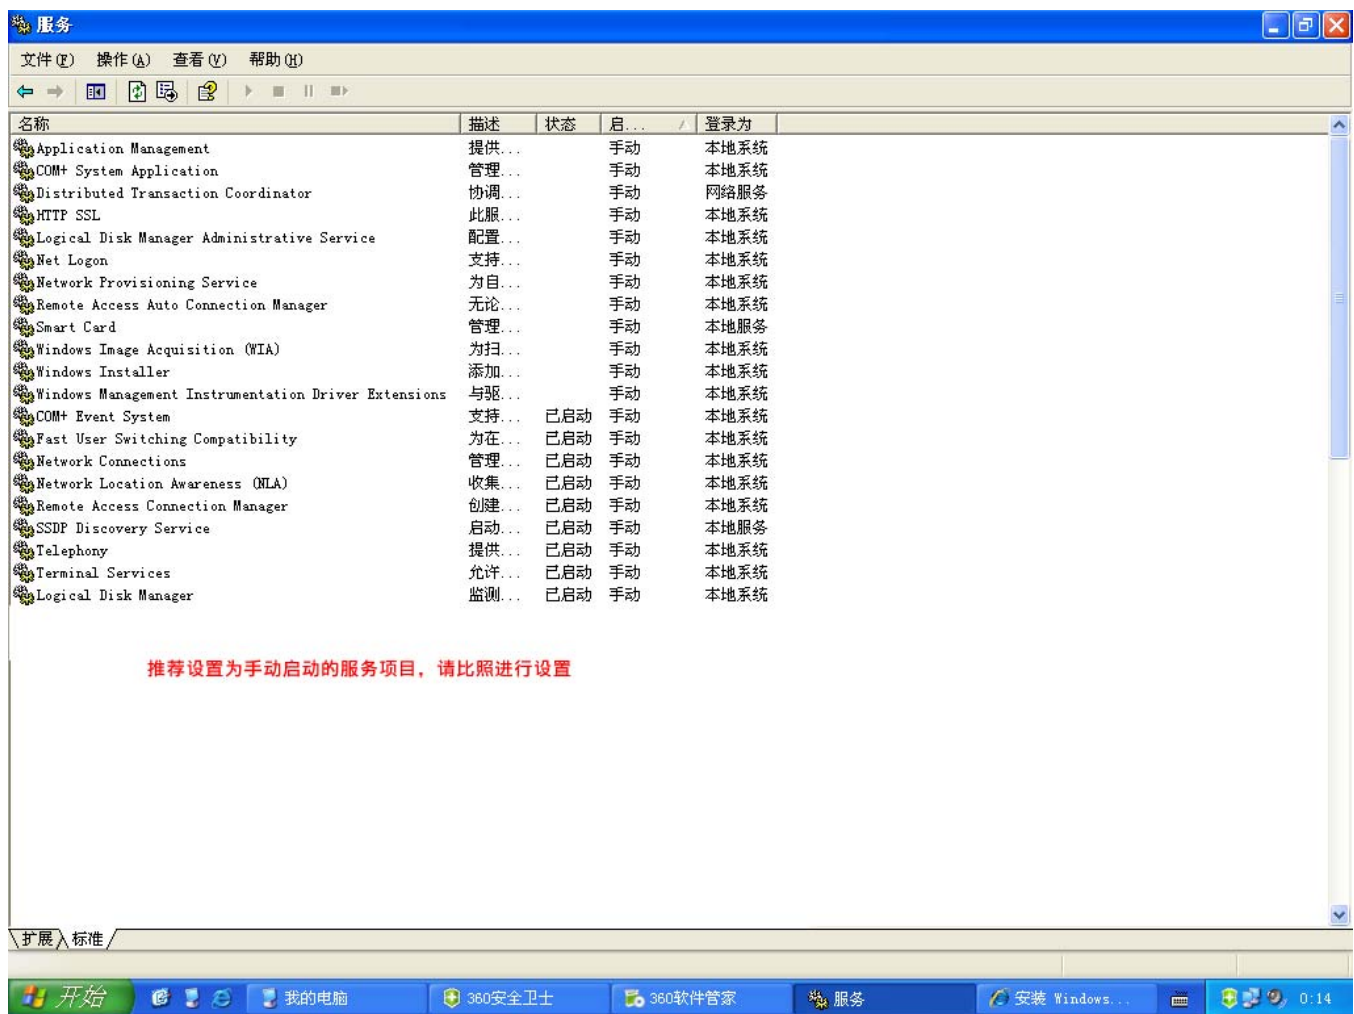 服务
文件(F) 操作(A) 查看(V) 帮助(H)
名称 描述 状态 启... 登录为
Application Management 提供... 手动 本地系统
COM+ System Application 管理... 手动 本地系统
Distributed Transaction Coordinator 协调... 手动 网络服务
HTTP SSL 此服... 手动 本地系统
Logical Disk Manager Administrative Service 配置... 手动 本地系统
Net Logon 支持... 手动 本地系统
Network Provisioning Service 为自... 手动 本地系统
Remote Access Auto Connection Manager 无论... 手动 本地系统
Smart Card 管理... 手动 本地服务
Windows Image Acquisition (WIA) 为扫... 手动 本地系统
Windows Installer 添加... 手动 本地系统
Windows Management Instrumentation Driver Extensions 与驱... 手动 本地系统
COM+ Event System 支持... 已启动 手动 本地系统
Fast User Switching Compatibility 为在... 已启动 手动 本地系统
Network Connections 管理... 已启动 手动 本地系统
Network Location Awareness (NLA) 收集... 已启动 手动 本地系统
Remote Access Connection Manager 创建... 已启动 手动 本地系统
SSDP Discovery Service 启动... 已启动 手动 本地服务
Telephony 提供... 已启动 手动 本地系统
Terminal Services 允许... 已启动 手动 本地系统
Logical Disk Manager 监测... 已启动 手动 本地系统
推荐设置为手动启动的服务项目，请比照进行设置
扩展 标准
开始 我的电脑 360安全卫士 360软件管家 服务 安装 Windows... 0:14